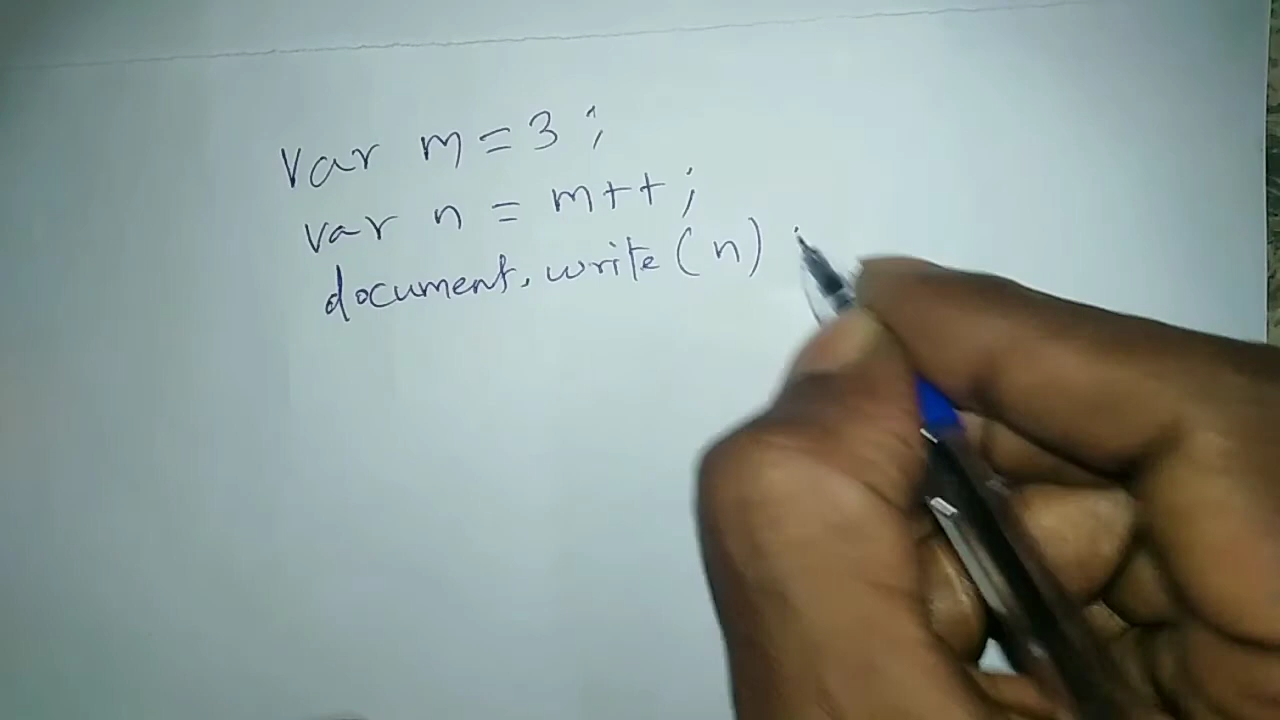 var m = 3 ;
var n = m++ ;
document.write (n) ;